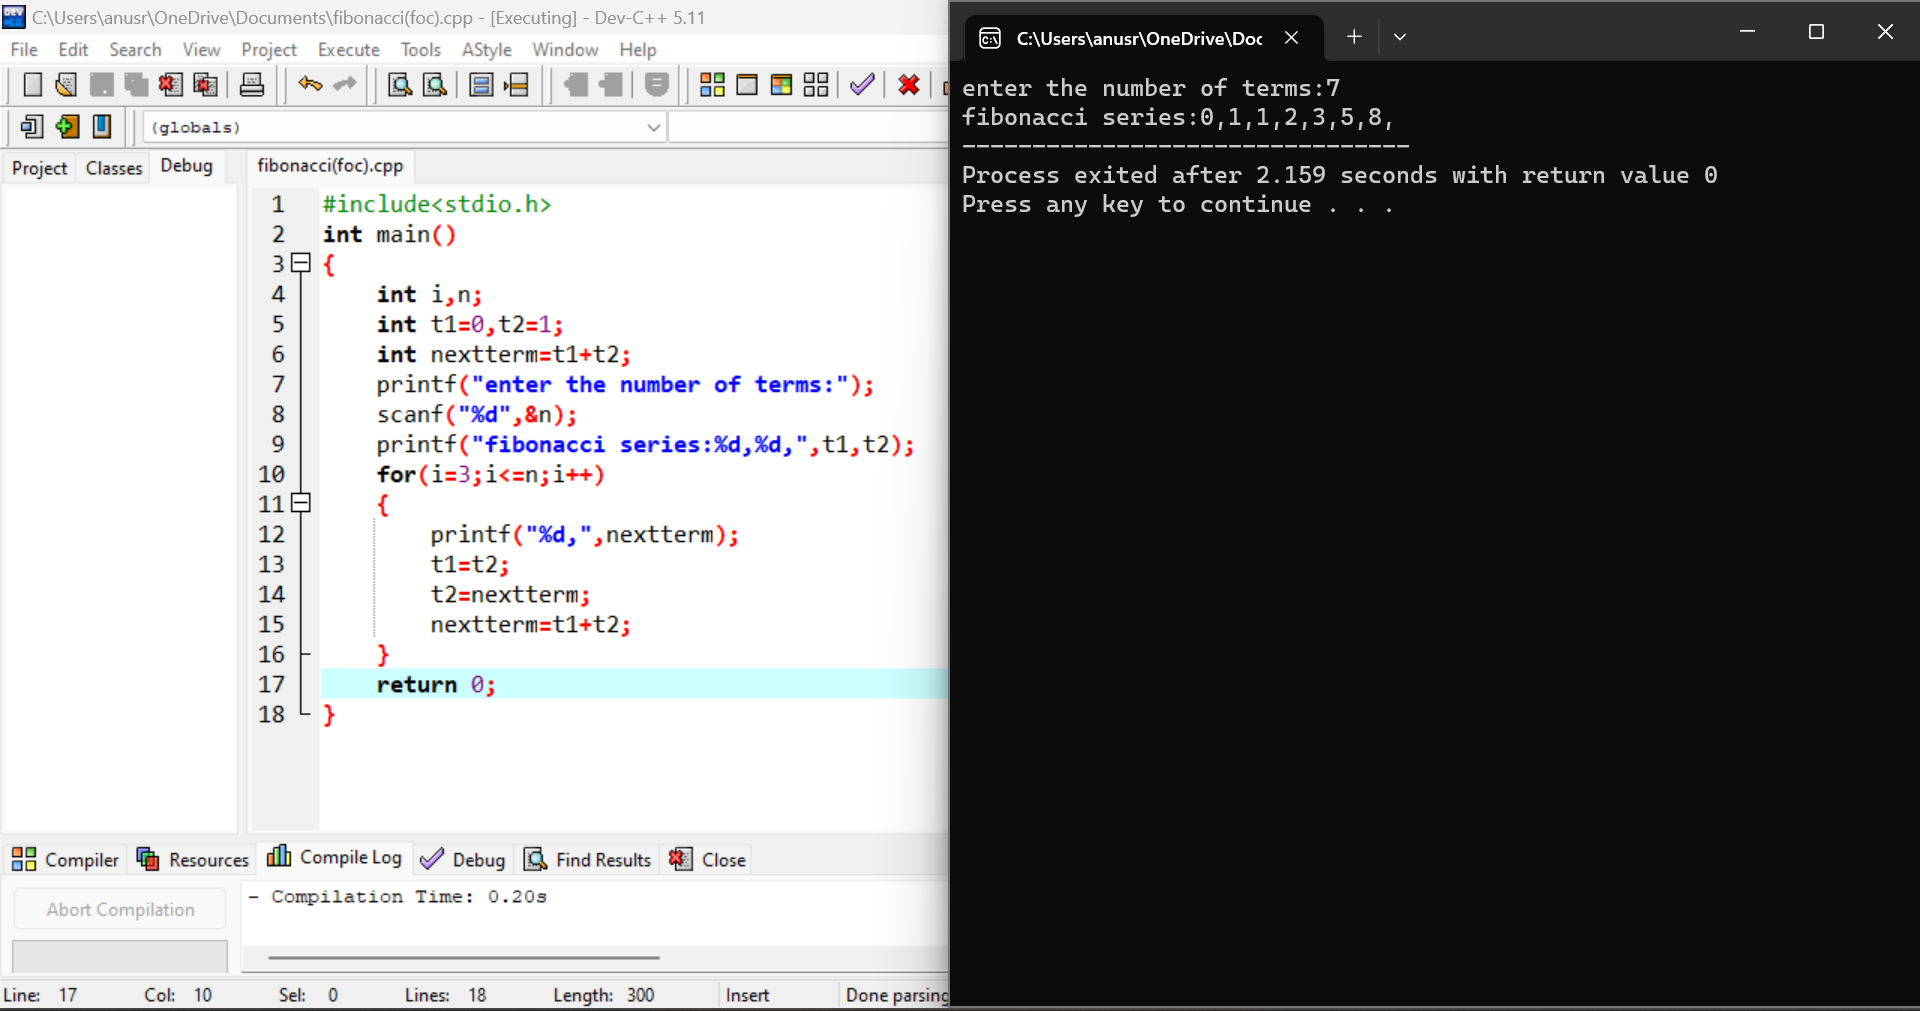 C:\Users\anusr\OneDrive\Documents\fibonacci(foc).cpp - [Executing] - Dev-C++ 5.11
File Edit Search View Project Execute Tools AStyle Window Help
(globals)
Project Classes Debug
fibonacci(foc).cpp
1 #include<stdio.h>
2 int main()
3 {
4 int i,n;
5 int t1=0,t2=1;
6 int nextterm=t1+t2;
7 printf("enter the number of terms:");
8 scanf("%d",&n);
9 printf("fibonacci series:%d,%d,",t1,t2);
10 for(i=3;i<=n;i++)
11 {
12 printf("%d,",nextterm);
13 t1=t2;
14 t2=nextterm;
15 nextterm=t1+t2;
16 }
17 return 0;
18 }
Compiler Resources Compile Log Debug Find Results Close
Abort Compilation
- Compilation Time: 0.20s
Line: 17 Col: 10 Sel: 0 Lines: 18 Length: 300 Insert Done parsing
C:\Users\anusr\OneDrive\Doc
enter the number of terms:7
fibonacci series:0,1,1,2,3,5,8,
--------------------------------
Process exited after 2.159 seconds with return value 0
Press any key to continue . . .